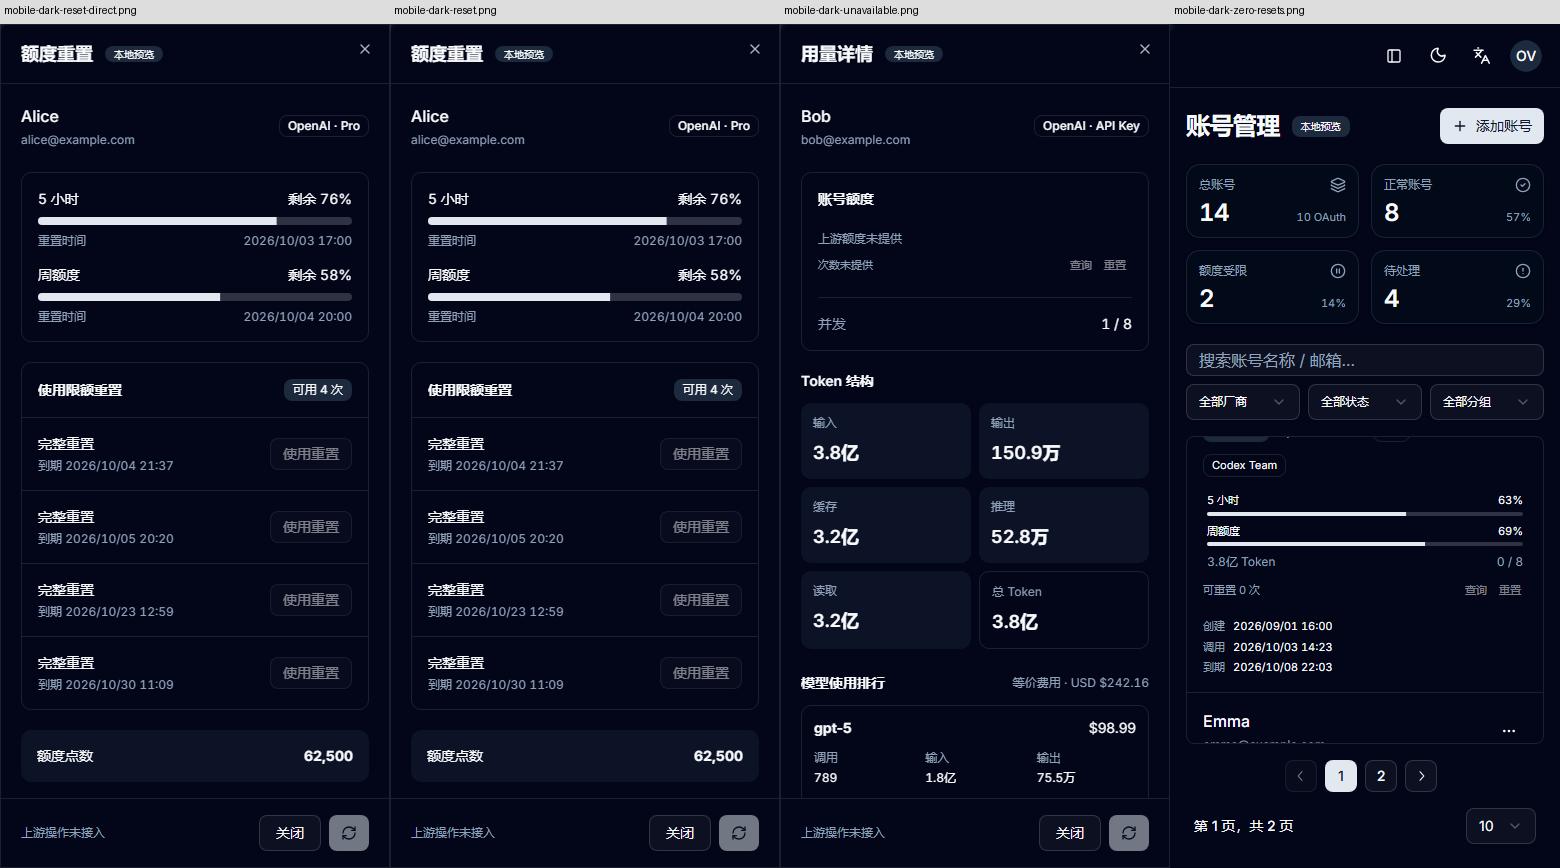 mobile-dark-reset-direct.png
额度重置 本地预览
Alice
alice@example.com
OpenAI · Pro
5 小时 剩余 76%
重置时间 2026/10/03 17:00
周额度 剩余 58%
重置时间 2026/10/04 20:00
使用限额重置 可用 4 次
完整重置
到期 2026/10/04 21:37
使用重置
完整重置
到期 2026/10/05 20:20
使用重置
完整重置
到期 2026/10/23 12:59
使用重置
完整重置
到期 2026/10/30 11:09
使用重置
额度点数 62,500
上游操作未接入 关闭
mobile-dark-reset.png
额度重置 本地预览
Alice
alice@example.com
OpenAI · Pro
5 小时 剩余 76%
重置时间 2026/10/03 17:00
周额度 剩余 58%
重置时间 2026/10/04 20:00
使用限额重置 可用 4 次
完整重置
到期 2026/10/04 21:37
使用重置
完整重置
到期 2026/10/05 20:20
使用重置
完整重置
到期 2026/10/23 12:59
使用重置
完整重置
到期 2026/10/30 11:09
使用重置
额度点数 62,500
上游操作未接入 关闭
mobile-dark-unavailable.png
用量详情 本地预览
Bob
bob@example.com
OpenAI · API Key
账号额度
上游额度未提供
次数未提供 查询 重置
并发 1 / 8
Token 结构
输入 输出
3.8亿 150.9万
缓存 推理
3.2亿 52.8万
读取 总 Token
3.2亿 3.8亿
模型使用排行 等价费用 · USD $242.16
gpt-5 $98.99
调用 输入 输出
789 1.8亿 75.5万
上游操作未接入 关闭
mobile-dark-zero-resets.png
OV
账号管理 本地预览 添加账号
总账号 正常账号
14 10 OAuth 8 57%
额度受限 待处理
2 14% 4 29%
搜索账号名称 / 邮箱...
全部厂商 全部状态 全部分组
Codex Team
5 小时 63%
周额度 69%
3.8亿 Token 0 / 8
可重置 0 次 查询 重置
创建 2026/09/01 16:00
调用 2026/10/03 14:23
到期 2026/10/08 22:03
Emma ...
1 2
第 1 页，共 2 页 10